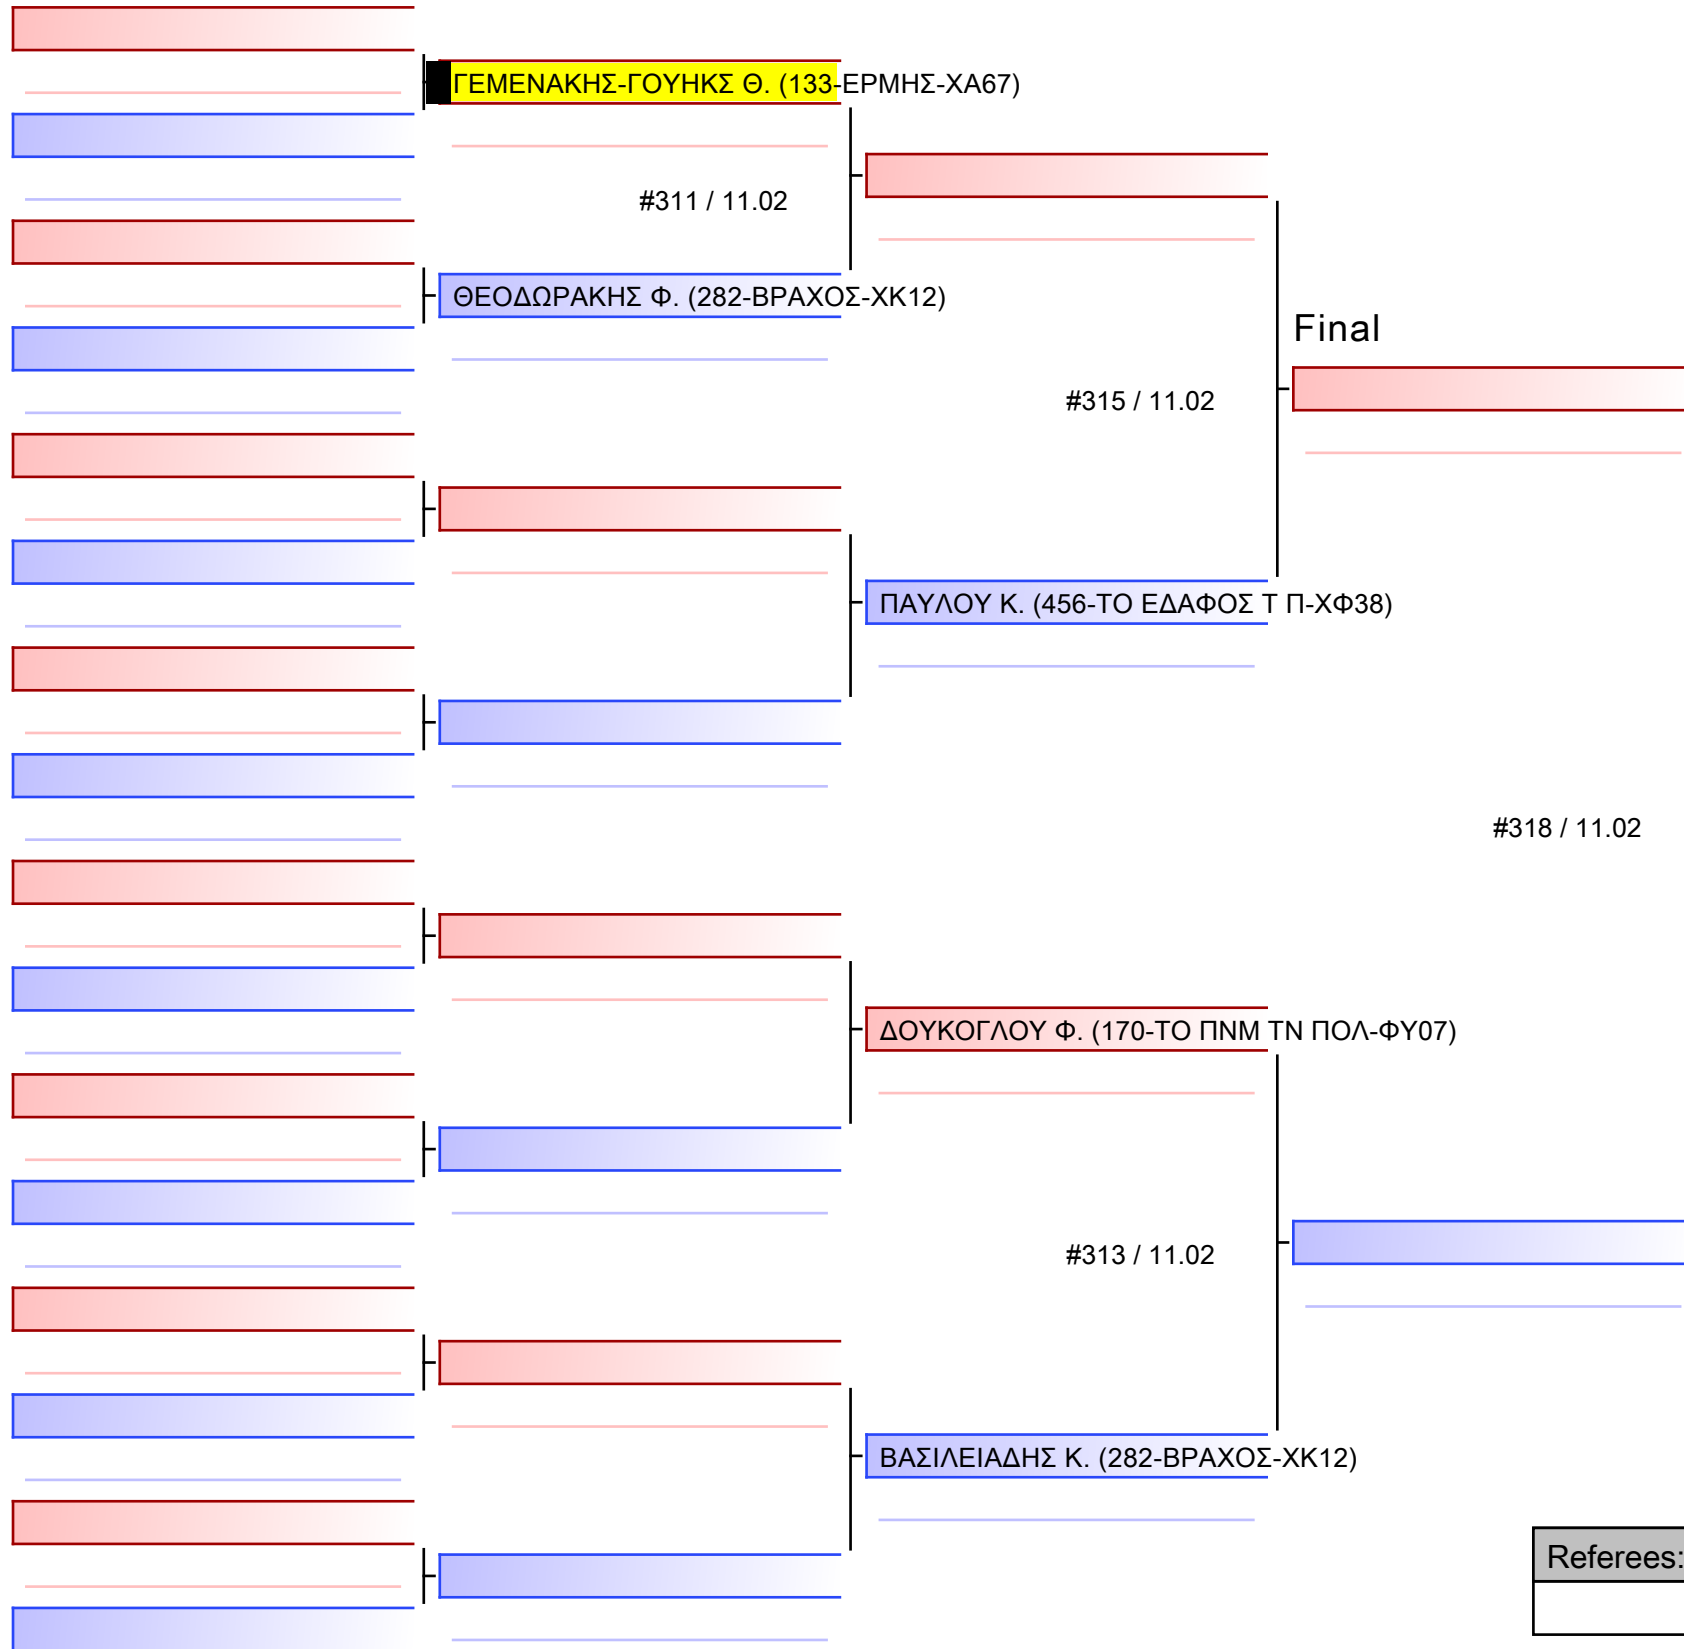 ΓΕΜΕΝΑΚΗΣ-ΓΟΥΗΚΣ Θ. (133-ΕΡΜΗΣ-ΧΑ67)
#311 / 11.02
ΘΕΟΔΩΡΑΚΗΣ Φ. (282-ΒΡΑΧΟΣ-ΧΚ12)
Final
#315 / 11.02
ΠΑΥΛΟΥ Κ. (456-ΤΟ ΕΔΑΦΟΣ Τ Π-ΧΦ38)
#318 / 11.02
ΔΟΥΚΟΓΛΟΥ Φ. (170-ΤΟ ΠΝΜ ΤΝ ΠΟΛ-ΦΥ07)
#313 / 11.02
ΒΑΣΙΛΕΙΑΔΗΣ Κ. (282-ΒΡΑΧΟΣ-ΧΚ12)
Referees: